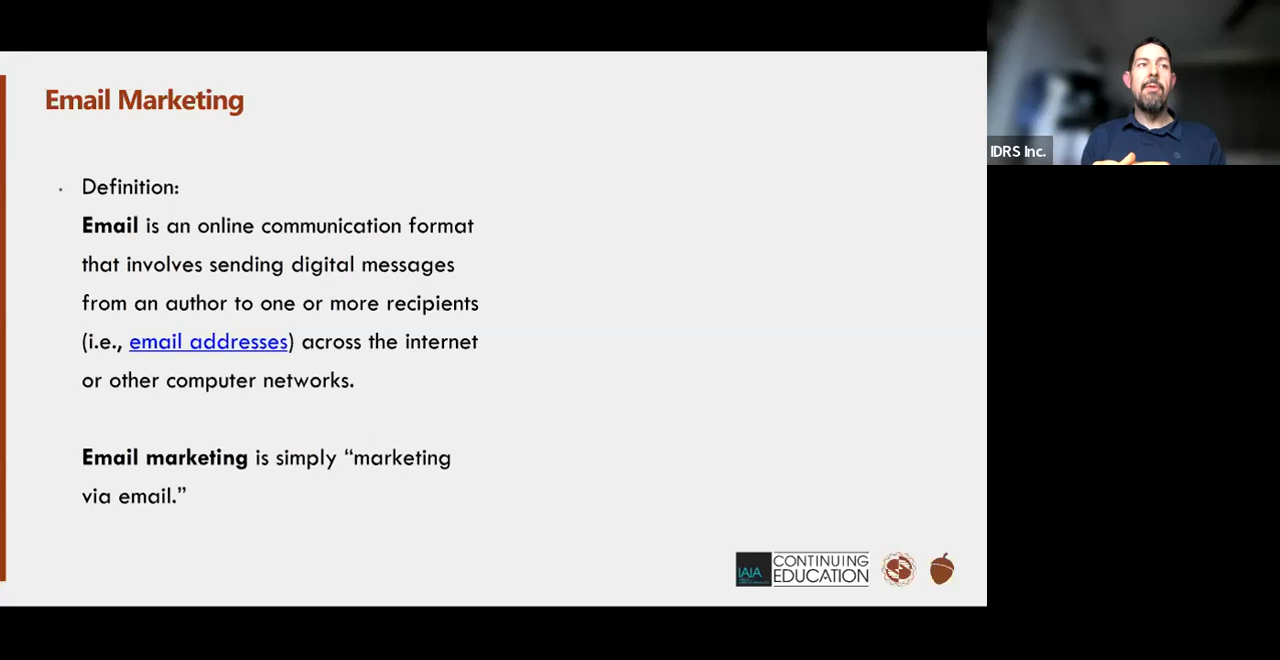 Email Marketing
IDRS Inc.
· Definition:
Email is an online communication format
that involves sending digital messages
from an author to one or more recipients
(i.e., email addresses) across the internet
or other computer networks.
Email marketing is simply “marketing
via email.”
IAIA CONTINUING
EDUCATION